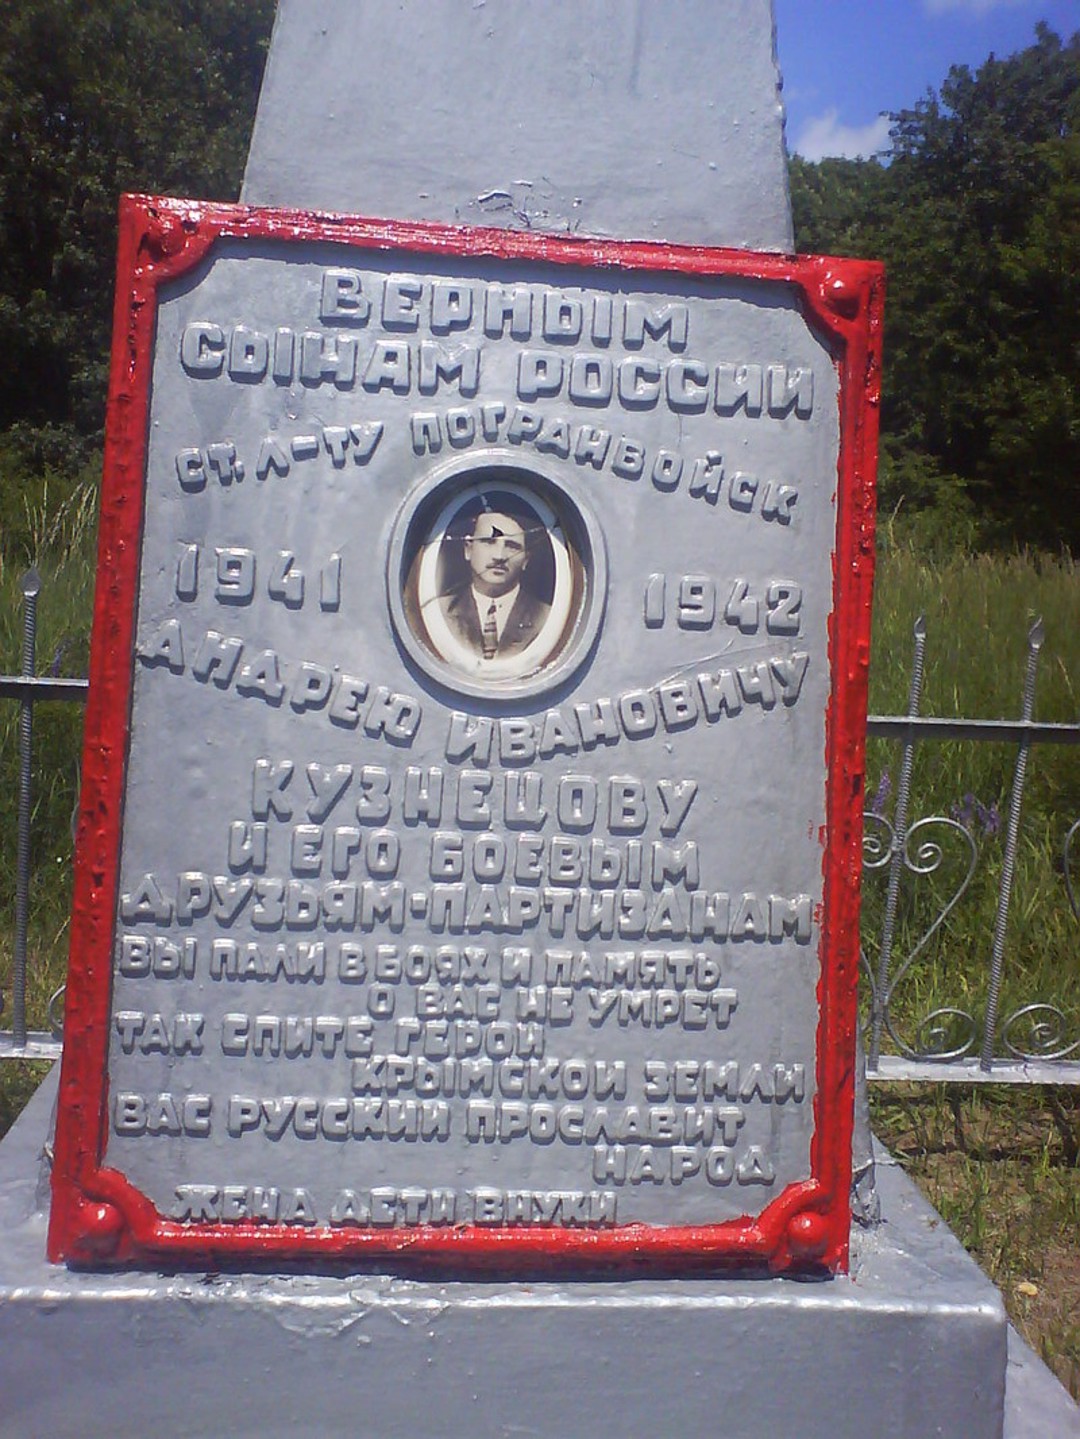 ВЕРНЫМ
СЫНАМ РОССИИ
СТ. Л-ТУ ПОГРАНВОЙСК
1941 1942
АНДРЕЮ ИВАНОВИЧУ
КУЗНЕЦОВУ
И ЕГО БОЕВЫМ
ДРУЗЬЯМ-ПАРТИЗАНАМ
ВЫ ПАЛИ В БОЯХ И ПАМЯТЬ
О ВАС НЕ УМРЕТ
ТАК СПИТЕ ГЕРОИ
КРЫМСКОЙ ЗЕМЛИ
ВАС РУССКИЙ ПРОСЛАВИТ
НАРОД
ЖЕНА ДЕТИ ВНУКИ